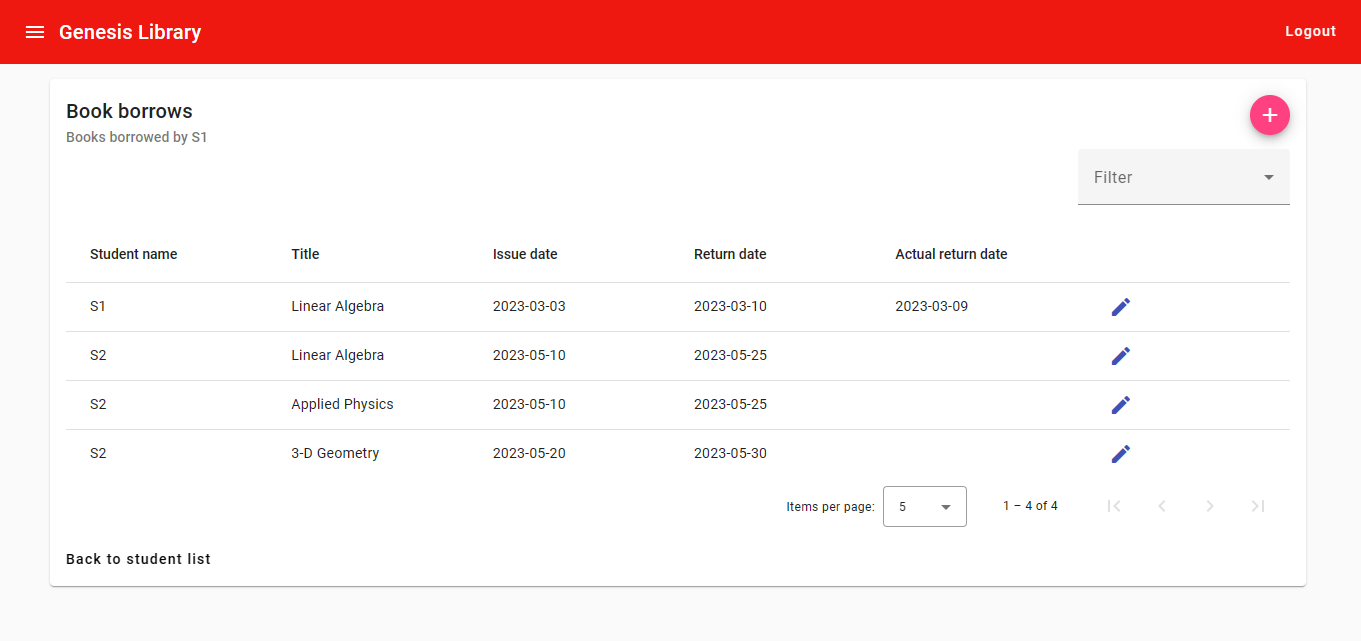 Genesis Library Logout
Book borrows
Books borrowed by S1
Filter
Student name Title Issue date Return date Actual return date
S1 Linear Algebra 2023-03-03 2023-03-10 2023-03-09
S2 Linear Algebra 2023-05-10 2023-05-25
S2 Applied Physics 2023-05-10 2023-05-25
S2 3-D Geometry 2023-05-20 2023-05-30
Items per page: 5 1 – 4 of 4
Back to student list